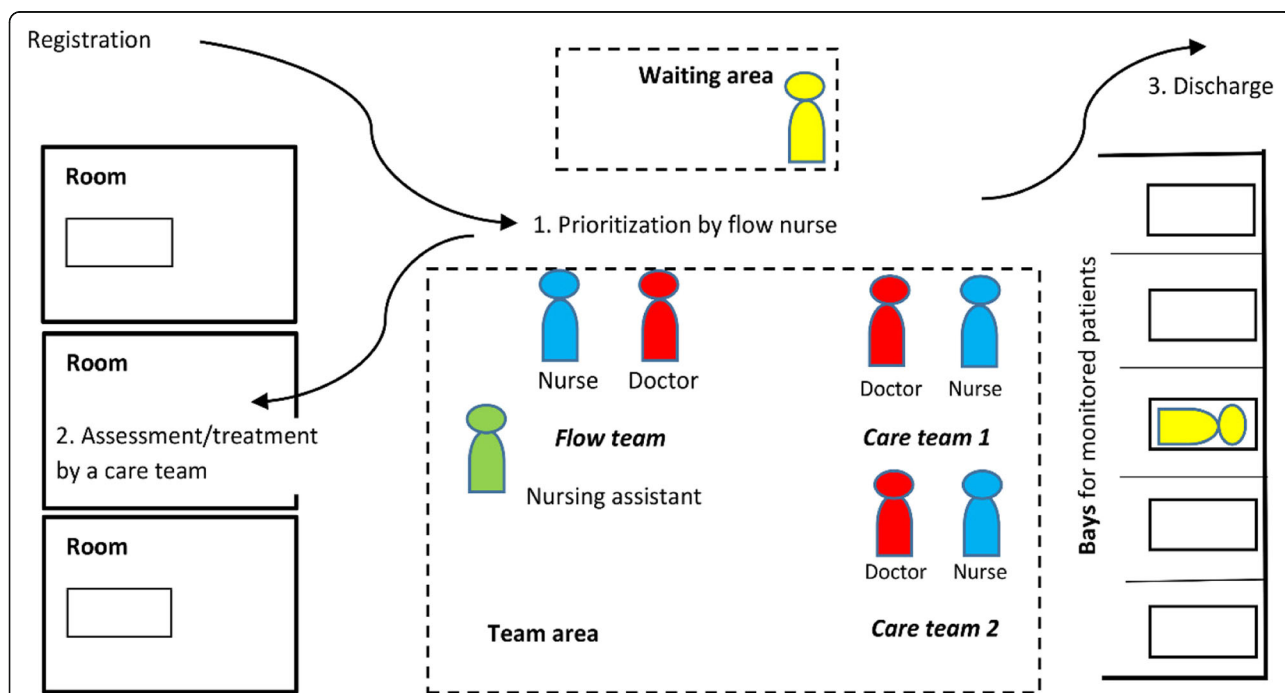 Registration
Waiting area
3. Discharge
Room
1. Prioritization by flow nurse
Nurse
Doctor
Doctor
Nurse
Room
2. Assessment/treatment
by a care team
Flow team
Care team 1
Nursing assistant
Bays for monitored patients
Room
Doctor
Nurse
Team area
Care team 2